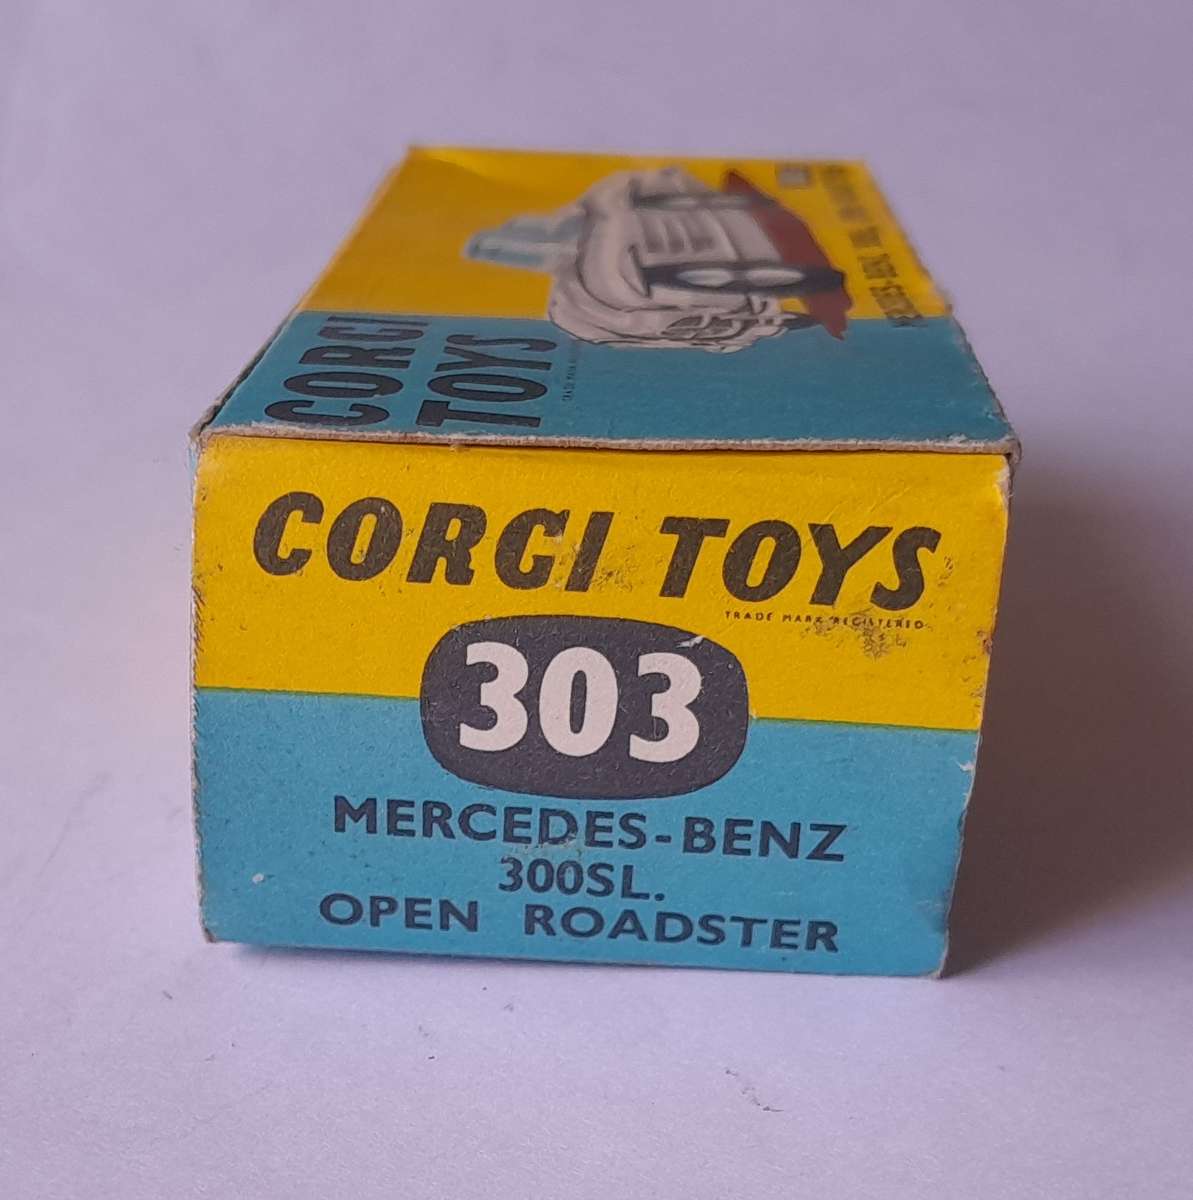 CORGI
TOYS
CORGI TOYS
TRADE MARK REGISTERED
303
MERCEDES-BENZ
300SL.
OPEN ROADSTER